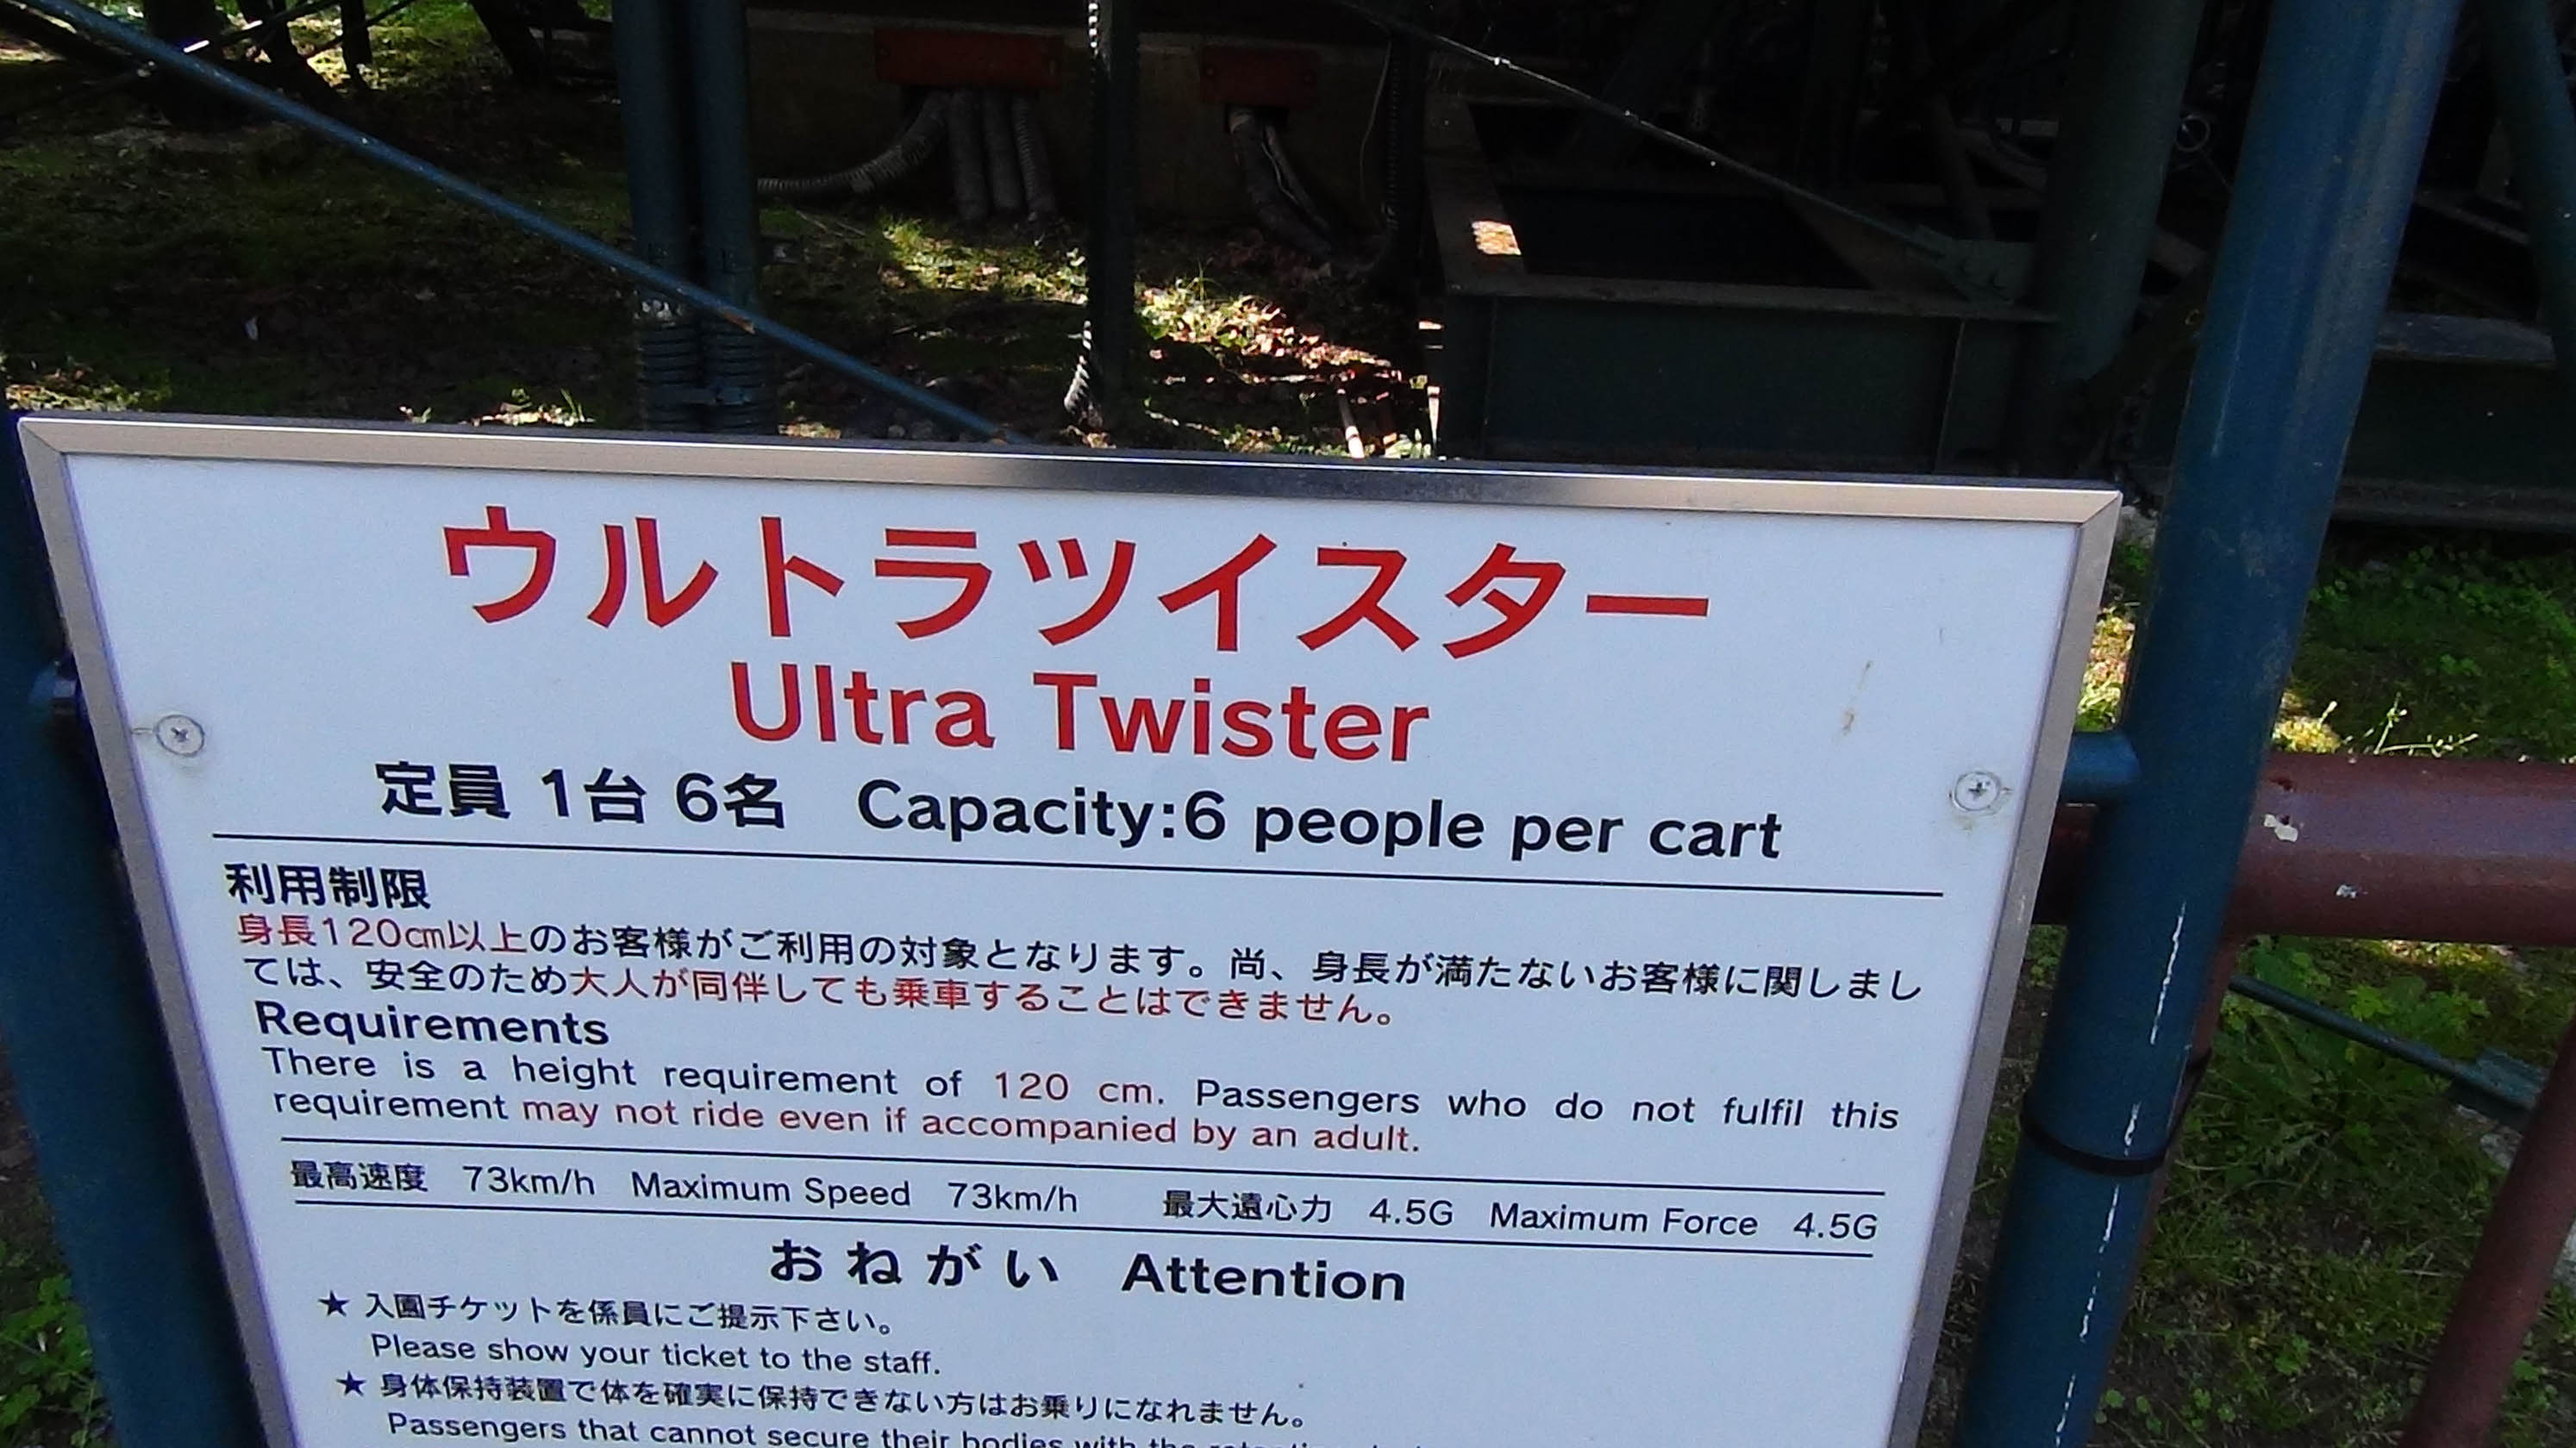 ウルトラツイスター
Ultra Twister
定員 1台 6名 Capacity:6 people per cart
利用制限
身長120㎝以上のお客様がご利用の対象となります。尚、身長が満たないお客様に関しまし
ては、安全のため大人が同伴しても乗車することはできません。
Requirements
There is a height requirement of 120 cm. Passengers who do not fulfil this
requirement may not ride even if accompanied by an adult.
最高速度 73km/h Maximum Speed 73km/h 最大遠心力 4.5G Maximum Force 4.5G
おねがい Attention
★ 入園チケットを係員にご提示下さい。
Please show your ticket to the staff.
★ 身体保持装置で体を確実に保持できない方はお乗りになれません。
Passengers that cannot secure their bodies with the